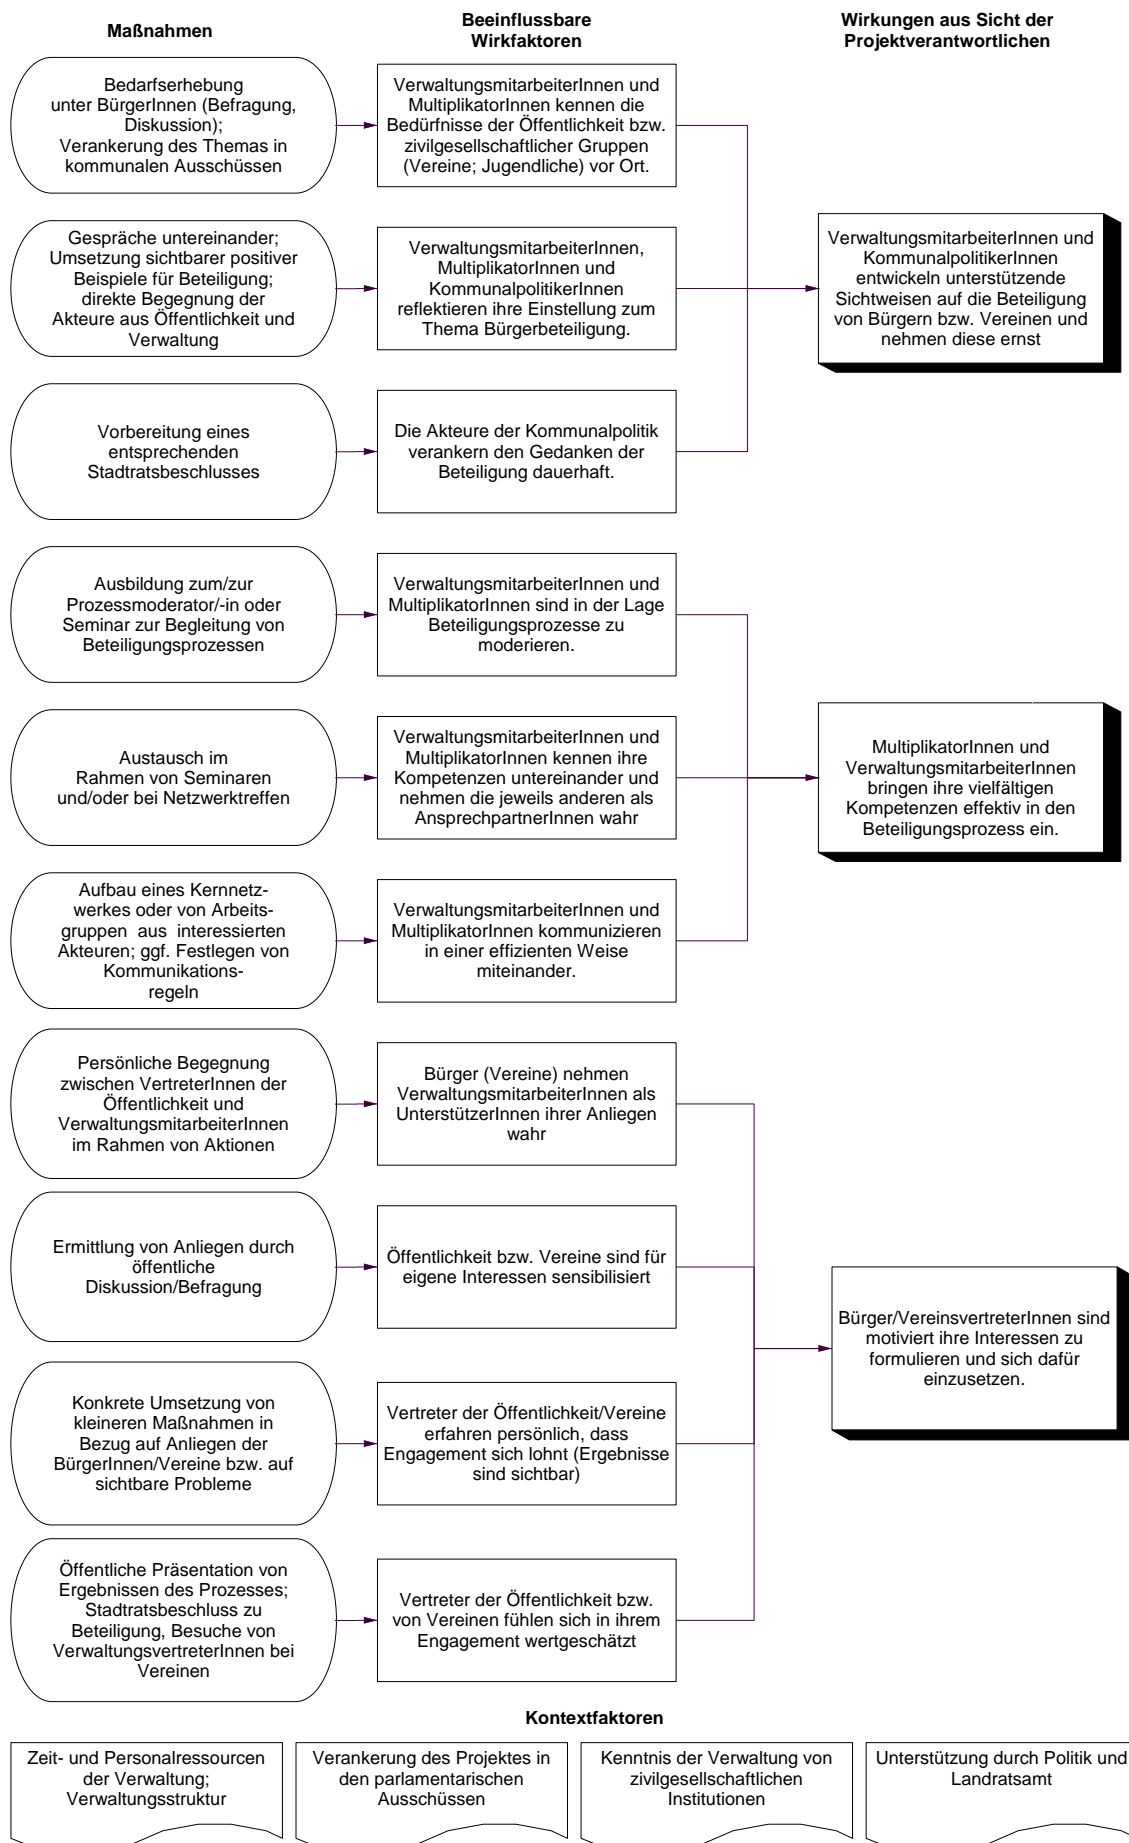 Maßnahmen
Beeinflussbare
Wirkfaktoren
Wirkungen aus Sicht der
Projektverantwortlichen
Bedarfserhebung
unter BürgerInnen (Befragung,
Diskussion);
Verankerung des Themas in
kommunalen Ausschüssen
VerwaltungsmitarbeiterInnen und
MultiplikatorInnen kennen die
Bedürfnisse der Öffentlichkeit bzw.
zivilgesellschaftlicher Gruppen
(Vereine; Jugendliche) vor Ort.
Gespräche untereinander;
Umsetzung sichtbarer positiver
Beispiele für Beteiligung;
direkte Begegnung der
Akteure aus Öffentlichkeit und
Verwaltung
VerwaltungsmitarbeiterInnen,
MultiplikatorInnen und
KommunalpolitikerInnen
reflektieren ihre Einstellung zum
Thema Bürgerbeteiligung.
VerwaltungsmitarbeiterInnen und
KommunalpolitikerInnen
entwickeln unterstützende
Sichtweisen auf die Beteiligung
von Bürgern bzw. Vereinen und
nehmen diese ernst
Vorbereitung eines
entsprechenden
Stadtratsbeschlusses
Die Akteure der Kommunalpolitik
verankern den Gedanken der
Beteiligung dauerhaft.
Ausbildung zum/zur
Prozessmoderator/-in oder
Seminar zur Begleitung von
Beteiligungsprozessen
VerwaltungsmitarbeiterInnen und
MultiplikatorInnen sind in der Lage
Beteiligungsprozesse zu
moderieren.
Austausch im
Rahmen von Seminaren
und/oder bei Netzwerktreffen
VerwaltungsmitarbeiterInnen und
MultiplikatorInnen kennen ihre
Kompetenzen untereinander und
nehmen die jeweils anderen als
AnsprechpartnerInnen wahr
MultiplikatorInnen und
VerwaltungsmitarbeiterInnen
bringen ihre vielfältigen
Kompetenzen effektiv in den
Beteiligungsprozess ein.
Aufbau eines Kernnetz-
werkes oder von Arbeits-
gruppen aus interessierten
Akteuren; ggf. Festlegen von
Kommunikations-
regeln
VerwaltungsmitarbeiterInnen und
MultiplikatorInnen kommunizieren
in einer effizienten Weise
miteinander.
Persönliche Begegnung
zwischen VertreterInnen der
Öffentlichkeit und
VerwaltungsmitarbeiterInnen
im Rahmen von Aktionen
Bürger (Vereine) nehmen
VerwaltungsmitarbeiterInnen als
UnterstützerInnen ihrer Anliegen
wahr
Ermittlung von Anliegen durch
öffentliche
Diskussion/Befragung
Öffentlichkeit bzw. Vereine sind für
eigene Interessen sensibilisiert
Bürger/VereinsvertreterInnen sind
motiviert ihre Interessen zu
formulieren und sich dafür
einzusetzen.
Konkrete Umsetzung von
kleineren Maßnahmen in
Bezug auf Anliegen der
BürgerInnen/Vereine bzw. auf
sichtbare Probleme
Vertreter der Öffentlichkeit/Vereine
erfahren persönlich, dass
Engagement sich lohnt (Ergebnisse
sind sichtbar)
Öffentliche Präsentation von
Ergebnissen des Prozesses;
Stadtratsbeschluss zu
Beteiligung, Besuche von
VerwaltungsvertreterInnen bei
Vereinen
Vertreter der Öffentlichkeit bzw.
von Vereinen fühlen sich in ihrem
Engagement wertgeschätzt
Kontextfaktoren
Zeit- und Personalressourcen
der Verwaltung;
Verwaltungsstruktur
Verankerung des Projektes in
den parlamentarischen
Ausschüssen
Kenntnis der Verwaltung von
zivilgesellschaftlichen
Institutionen
Unterstützung durch Politik und
Landratsamt